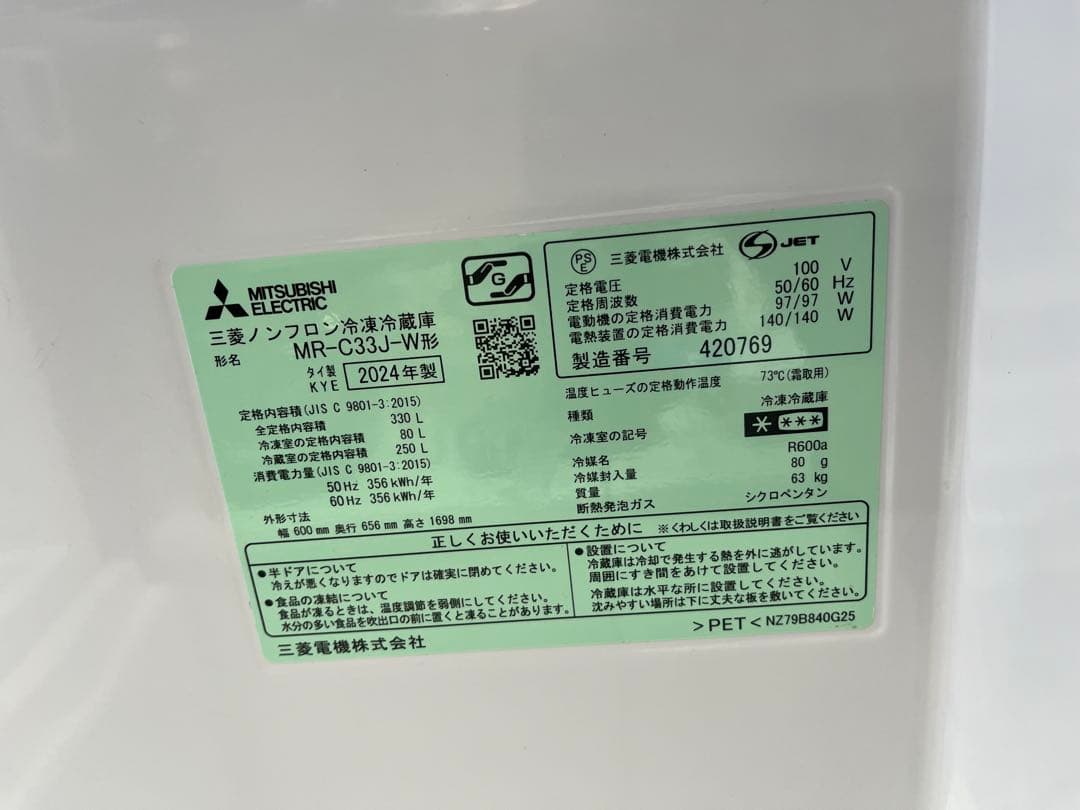 MITSUBISHI
ELECTRIC
G
三菱ノンフロン冷凍冷蔵庫
形名 MR-C33J-W形
タイ製
KYE 2024年製
定格内容積(JIS C 9801-3:2015)
全定格内容積 330 L
冷凍室の定格内容積 80 L
冷蔵室の定格内容積 250 L
消費電力量(JIS C 9801-3:2015)
50 Hz 356 kWh/年
60 Hz 356 kWh/年
外形寸法
幅 600 mm 奥行 656 mm 高さ 1698 mm
PSE 三菱電機株式会社 JET
定格電圧 100 V
定格周波数 50/60 Hz
電動機の定格消費電力 97/97 W
電熱装置の定格消費電力 140/140 W
製造番号 420769
温度ヒューズの定格動作温度 73℃(霜取用)
種類 冷凍冷蔵庫
冷凍室の記号 * ***
冷媒名 R600a
冷媒封入量 80 g
質量 63 kg
断熱発泡ガス シクロペンタン
正しくお使いいただくために ※くわしくは取扱説明書をご覧ください
●半ドアについて
冷えが悪くなりますのでドアは確実に閉めてください。
●食品の凍結について
食品が凍るときは、温度調節を弱側にしてください。
水分の多い食品を吹出口の前に置くと凍ることがあります。
●設置について
冷蔵庫は冷却で発生する熱を外に逃がしています。
周囲にすき間をあけて設置してください。
冷蔵庫は水平な所に設置してください。
沈みやすい場所は下に丈夫な板を敷いてください。
三菱電機株式会社
>PET< NZ79B840G25